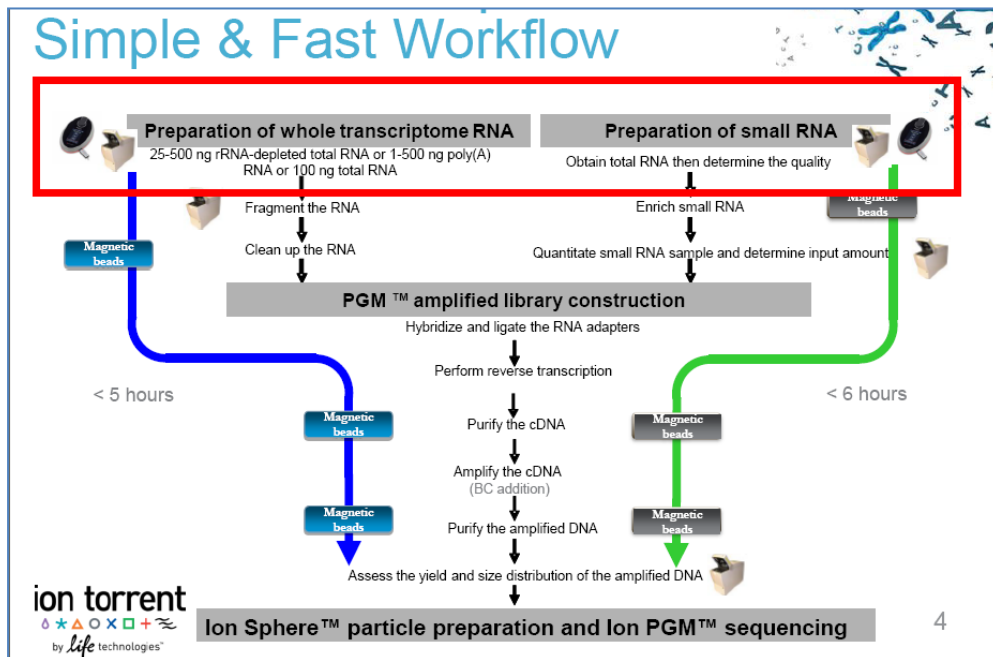 Simple & Fast Workflow
Preparation of whole transcriptome RNA
25-500 ng rRNA-depleted total RNA or 1-500 ng poly(A)
RNA or 100 ng total RNA
Fragment the RNA
Clean up the RNA
Preparation of small RNA
Obtain total RNA then determine the quality
Enrich small RNA
Quantitate small RNA sample and determine input amount
Magnetic
beads
Magnetic
beads
PGM ™ amplified library construction
Hybridize and ligate the RNA adapters
Perform reverse transcription
< 5 hours
< 6 hours
Magnetic
beads
Purify the cDNA
Magnetic
beads
Amplify the cDNA
(BC addition)
Magnetic
beads
Purify the amplified DNA
Magnetic
beads
Assess the yield and size distribution of the amplified DNA
ion torrent
by life technologies™
Ion Sphere™ particle preparation and Ion PGM™ sequencing
4